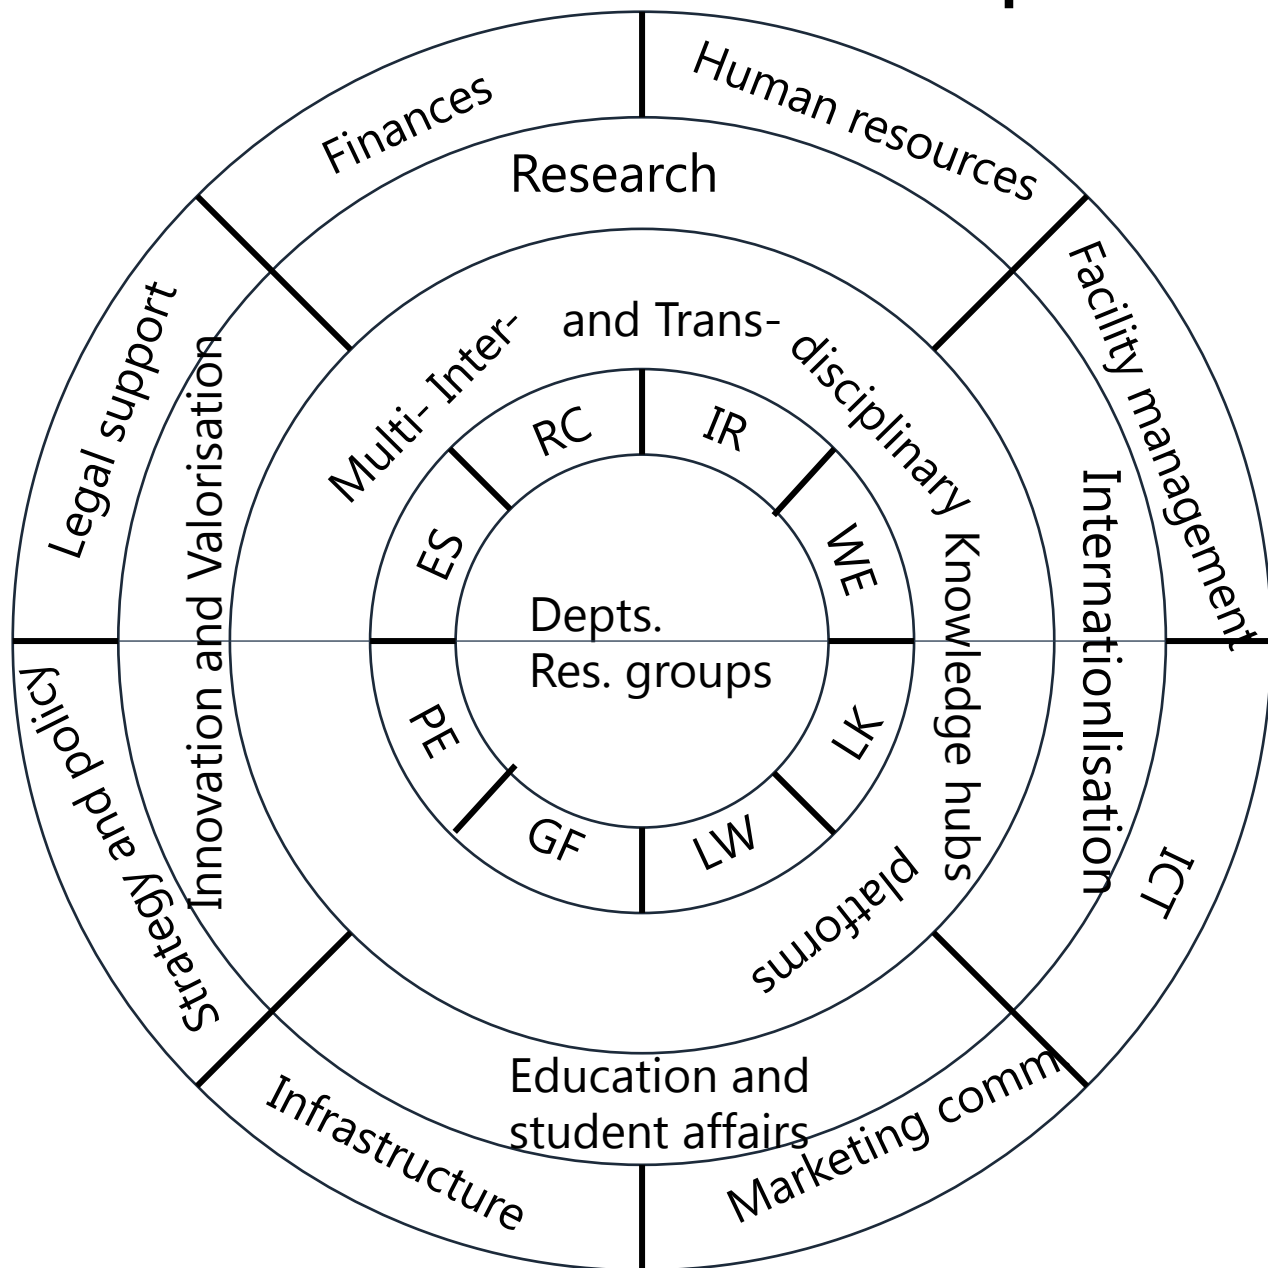 Finances
Human resources
Research
Legal support
Facility management
Multi- Inter-
and Trans-
disciplinary
RC
IR
ES
WE
Innovation and Valorisation
Depts.
Res. groups
Knowledge hubs
Internationlisation
PE
LK
GF
LW
platforms
Strategy and policy
ICT
Education and
student affairs
Infrastructure
Marketing comm